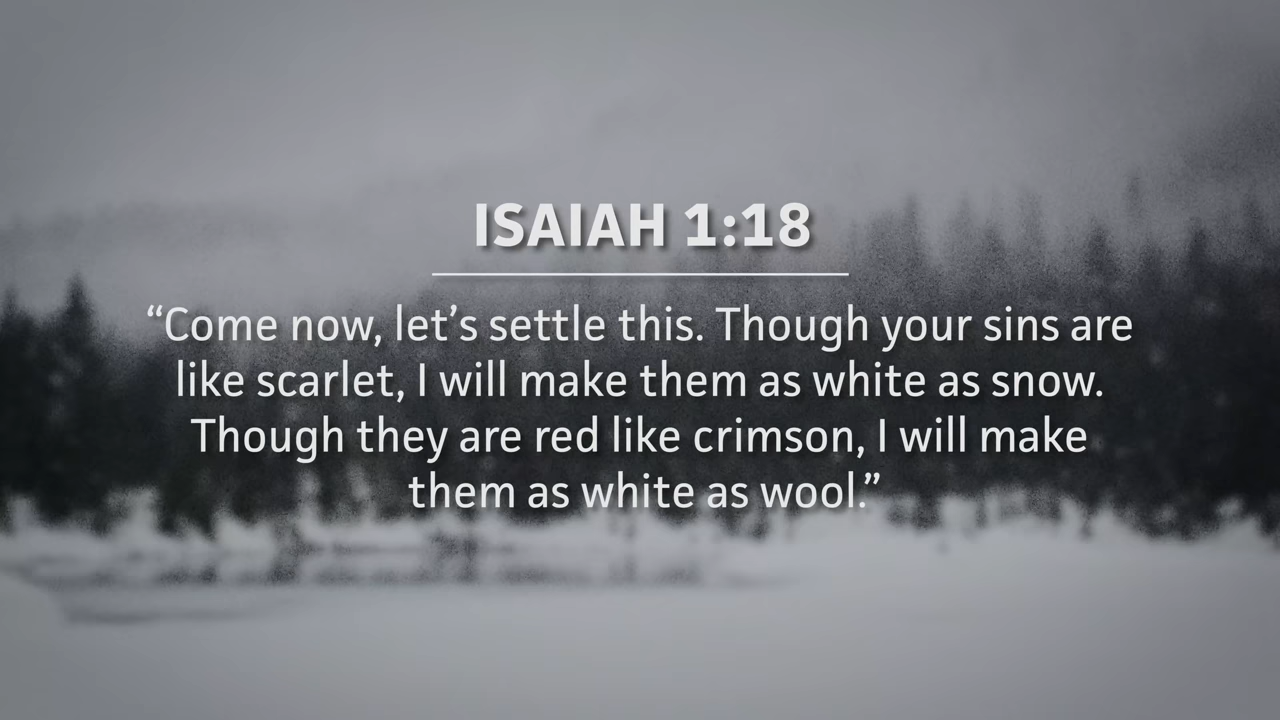 ISAIAH 1:18
“Come now, let’s settle this. Though your sins are
like scarlet, I will make them as white as snow.
Though they are red like crimson, I will make
them as white as wool.”